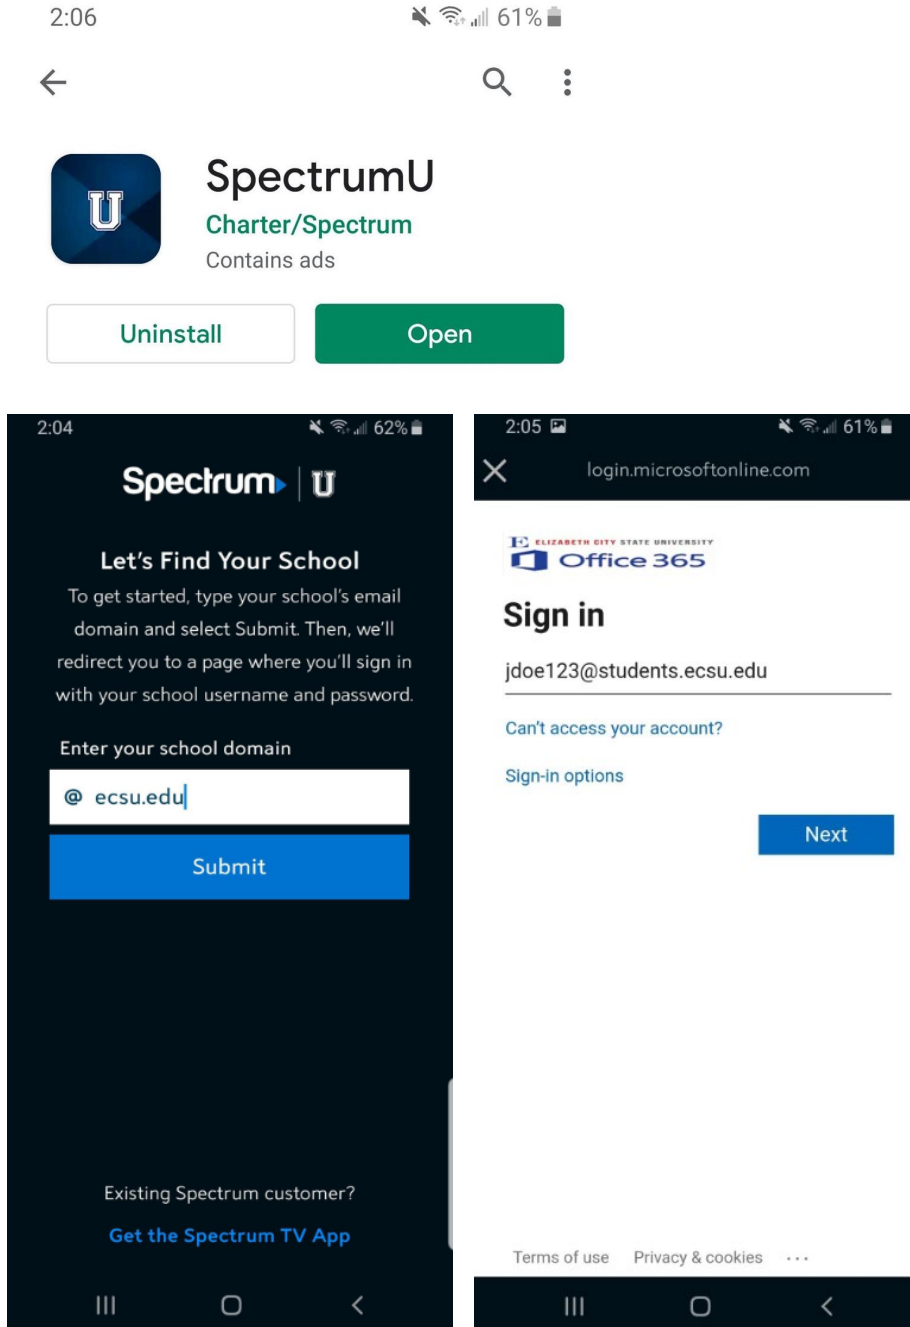 2:06 61%
SpectrumU
U
Charter/Spectrum
Contains ads
Uninstall Open
2:04 62%
Spectrum U
Let's Find Your School
To get started, type your school's email
domain and select Submit. Then, we'll
redirect you to a page where you'll sign in
with your school username and password.
Enter your school domain
@ ecsu.edu
Submit
Existing Spectrum customer?
Get the Spectrum TV App
2:05 61%
login.microsoftonline.com
E ELIZABETH CITY STATE UNIVERSITY
Office 365
Sign in
jdoe123@students.ecsu.edu
Can't access your account?
Sign-in options
Next
Terms of use Privacy & cookies ...